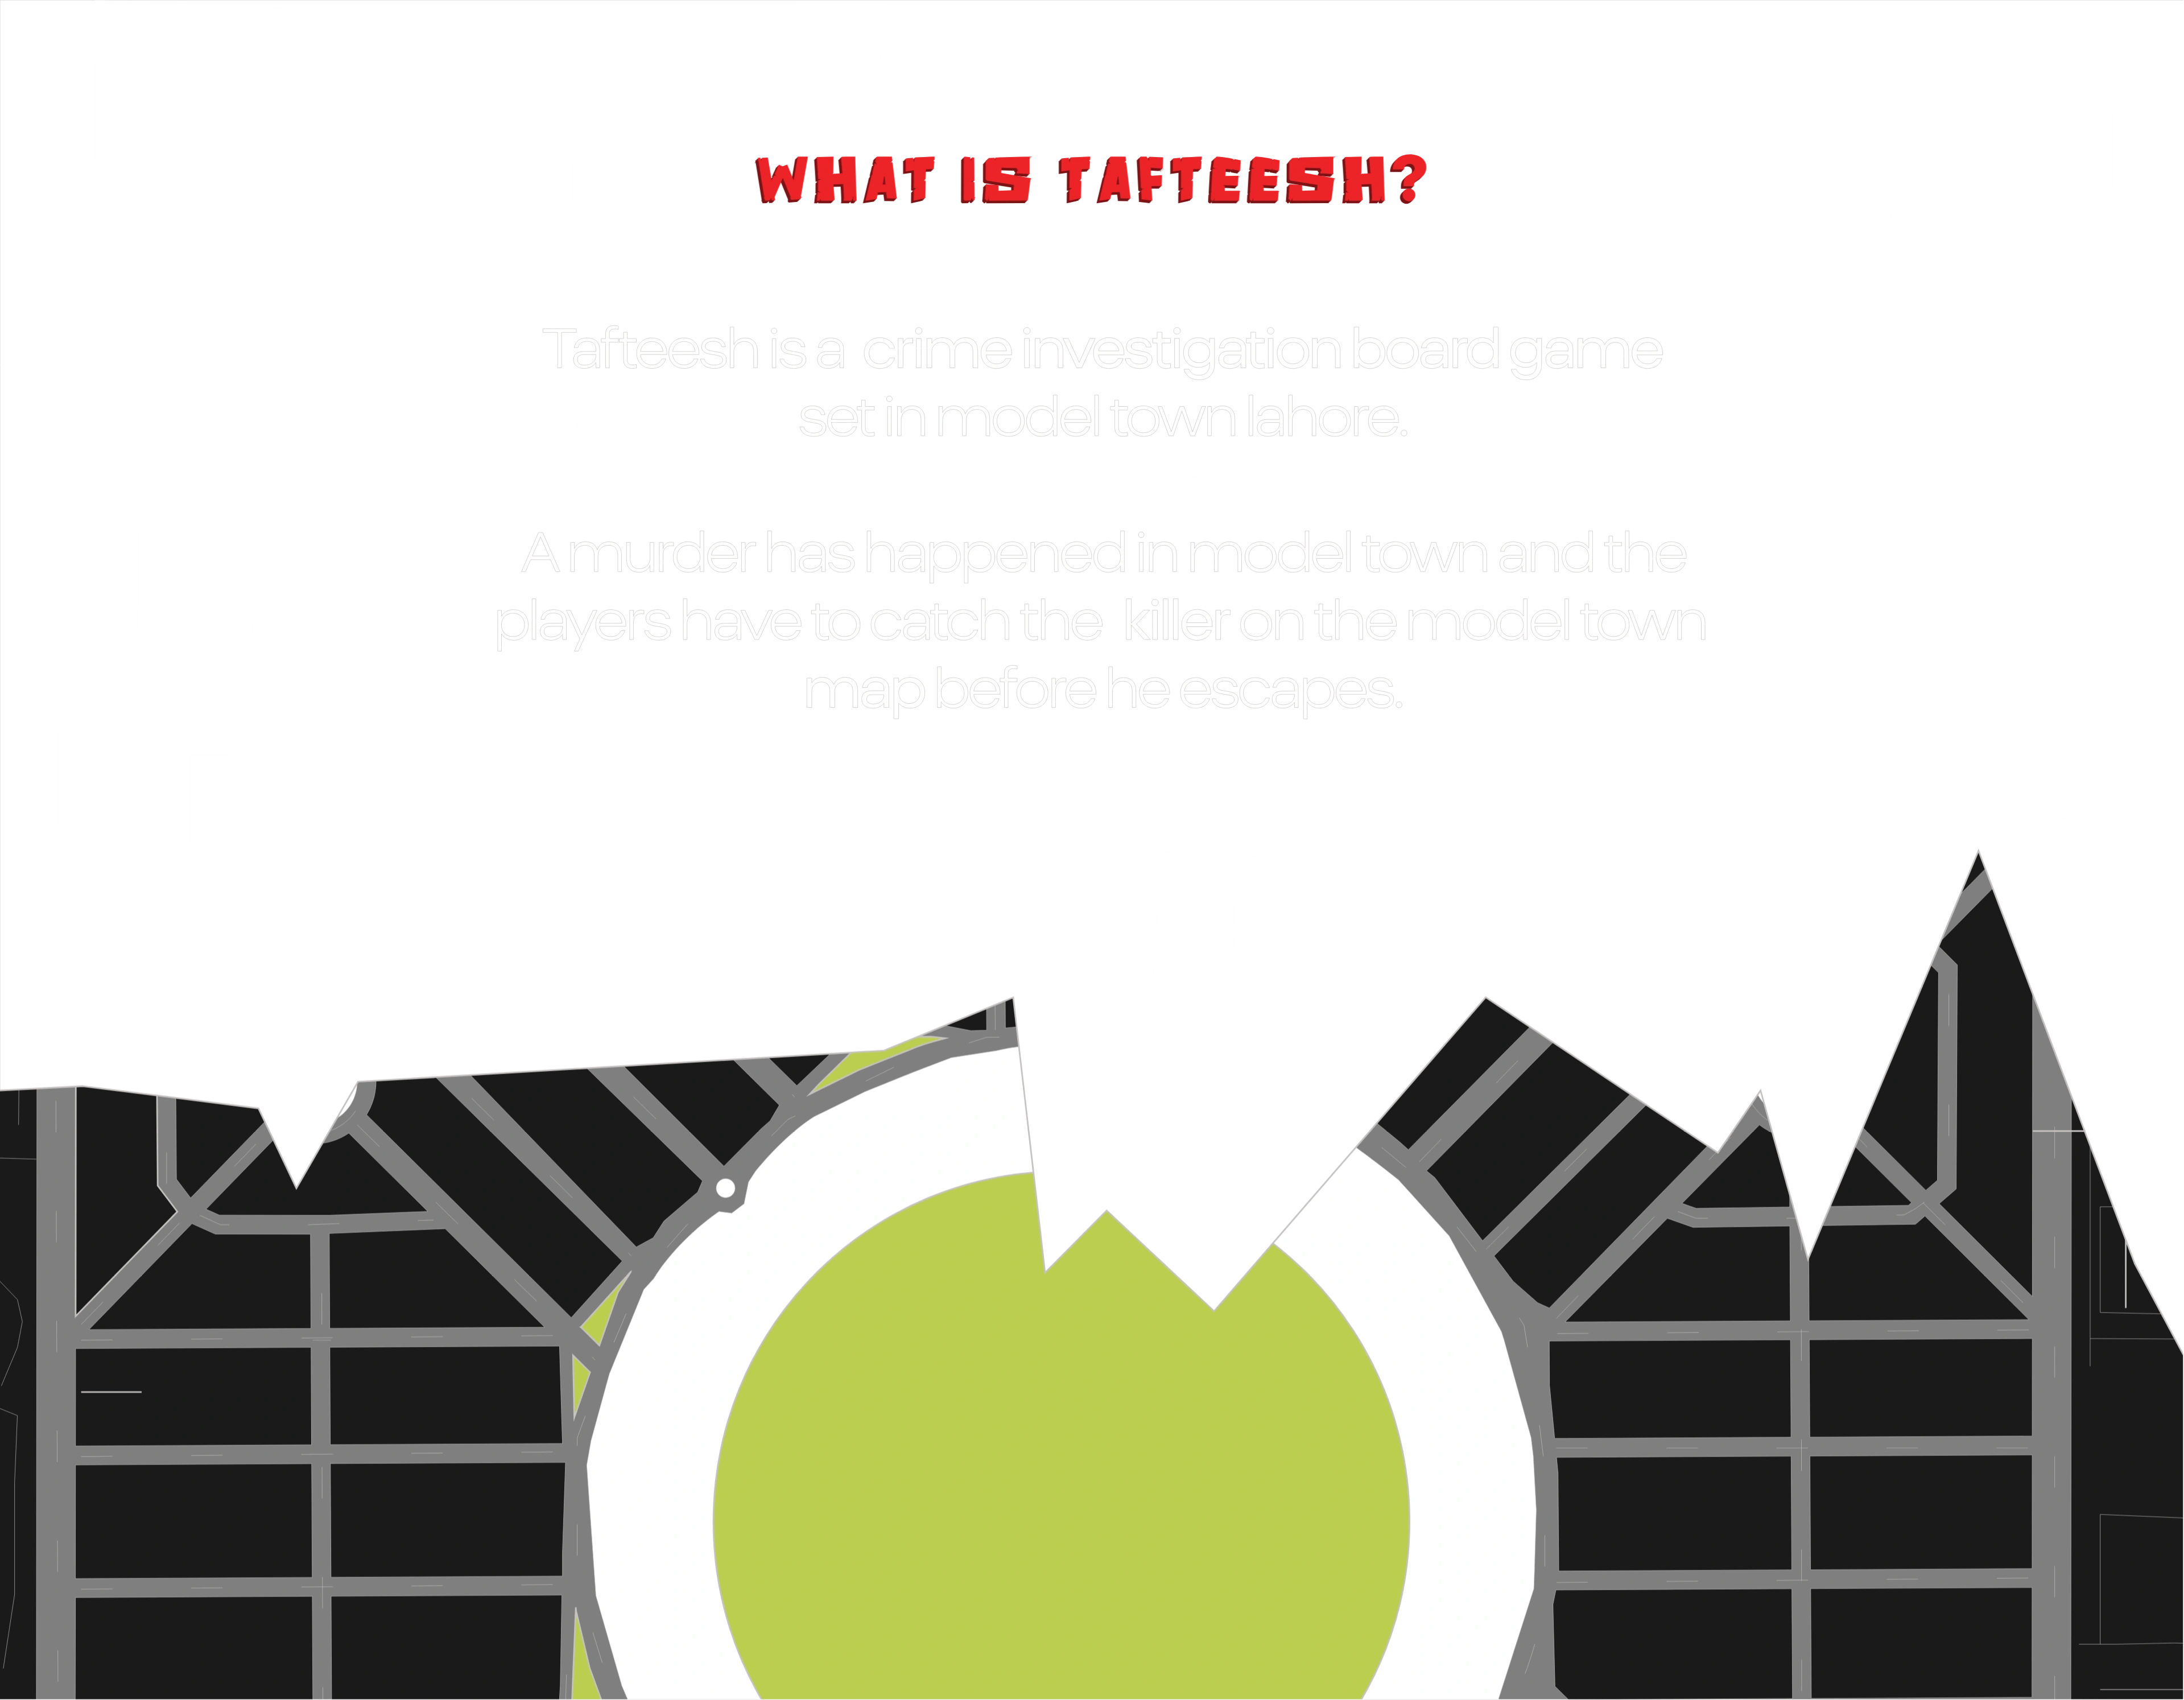 WHAT IS TAFTEESH?
Tafteesh is a crime investigation board game
set in model town lahore.
A murder has happened in model town and the
players have to catch the killer on the model town
map before he escapes.